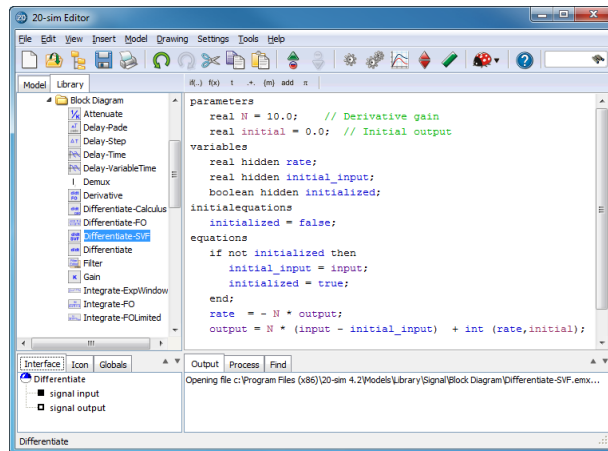 20-sim Editor
File Edit View Insert Model Drawing Settings Tools Help
Model Library
if(..) f(x) t .+. {m} add π
Block Diagram
Attenuate
Delay-Pade
Delay-Step
Delay-Time
Delay-VariableTime
Demux
Derivative
Differentiate-Calculus
Differentiate-FO
Differentiate-SVF
Differentiate
Filter
Gain
Integrate-ExpWindow
Integrate-FO
Integrate-FOLimited
parameters
real N = 10.0; // Derivative gain
real initial = 0.0; // Initial output
variables
real hidden rate;
real hidden initial_input;
boolean hidden initialized;
initialequations
initialized = false;
equations
if not initialized then
initial_input = input;
initialized = true;
end;
rate = - N * output;
output = N * (input - initial_input) + int (rate,initial);
Interface Icon Globals
Differentiate
signal input
signal output
Output Process Find
Opening file c:\Program Files (x86)\20-sim 4.2\Models\Library\Signal\Block Diagram\Differentiate-SVF.emx...
Differentiate